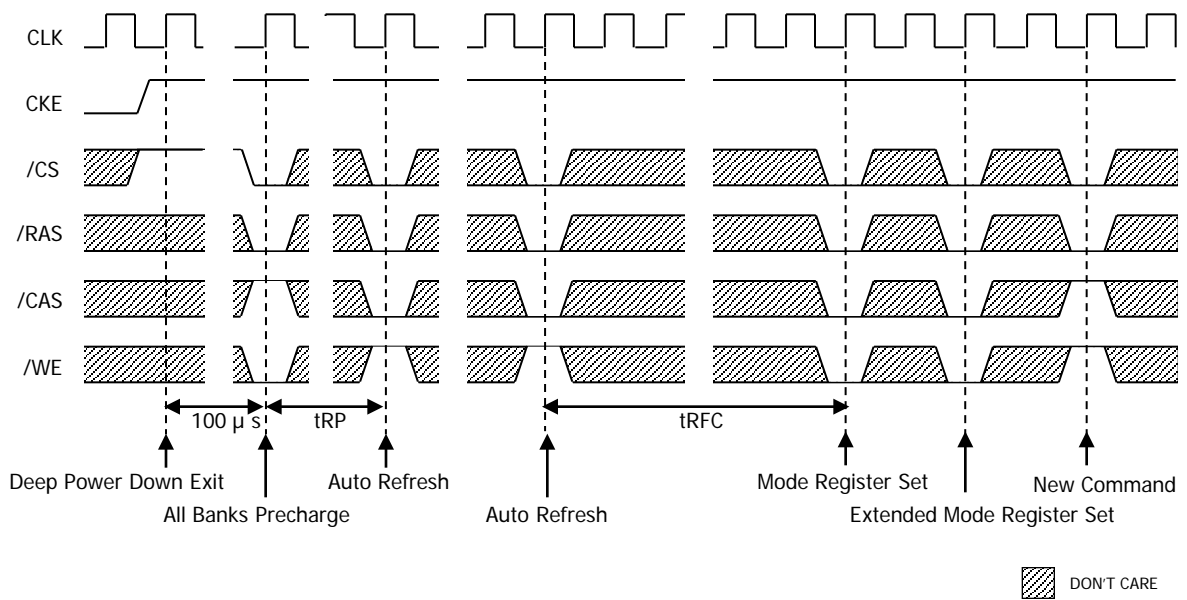 CLK
CKE
/CS
/RAS
/CAS
/WE
100 µ s
tRP
tRFC
Deep Power Down Exit
Auto Refresh
Mode Register Set
New Command
All Banks Precharge
Auto Refresh
Extended Mode Register Set
DON'T CARE